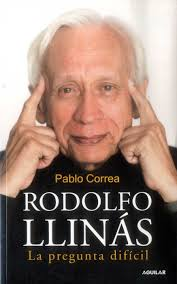 Pablo Correa
RODOLFO
LLINÁS
La pregunta difícil
AGUILAR